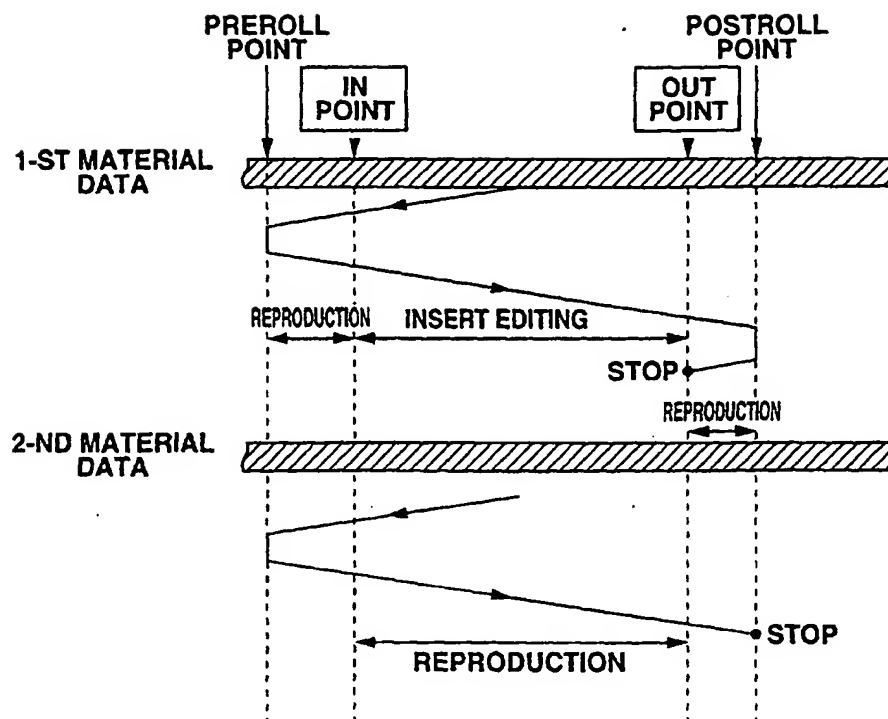 PREROLL
POINT
POSTROLL
POINT
IN
POINT
OUT
POINT
1-ST MATERIAL
DATA
REPRODUCTION
INSERT EDITING
STOP
REPRODUCTION
2-ND MATERIAL
DATA
STOP
REPRODUCTION